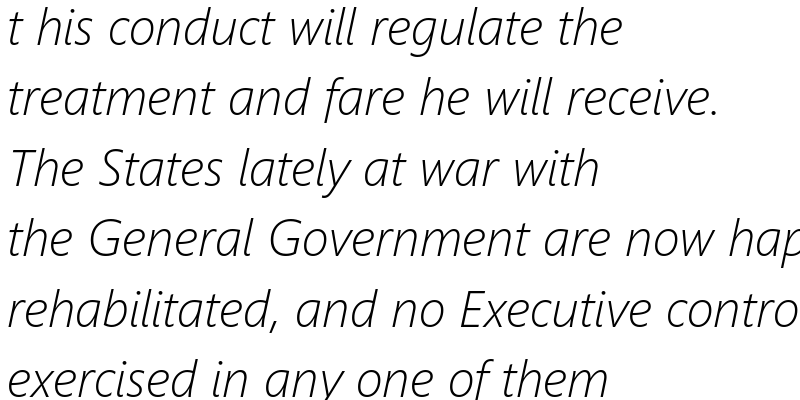 t his conduct will regulate the
treatment and fare he will receive.
The States lately at war with
the General Government are now hap
rehabilitated, and no Executive contro
exercised in any one of them